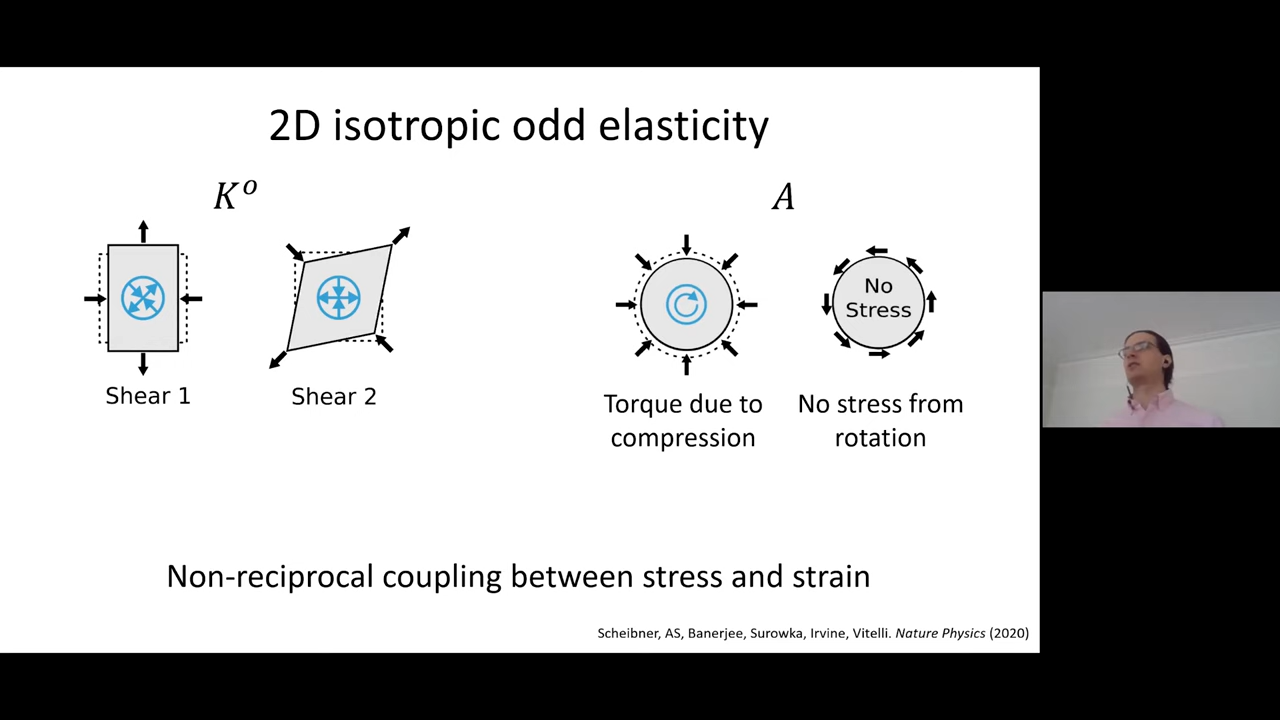 2D isotropic odd elasticity
Kᵒ
A
No
Stress
Shear 1
Shear 2
Torque due to
compression
No stress from
rotation
Non-reciprocal coupling between stress and strain
Scheibner, AS, Banerjee, Surowka, Irvine, Vitelli. Nature Physics (2020)